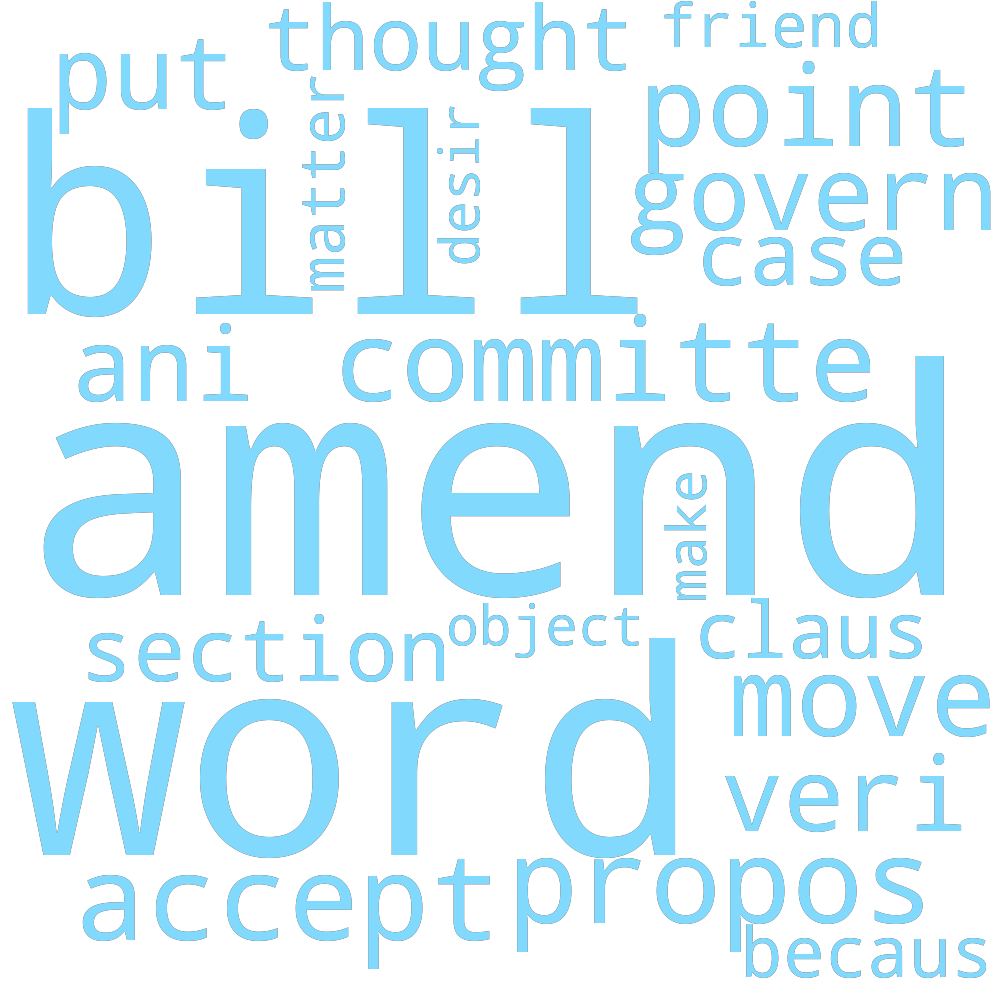 thought
friend
put
point
bill
matter
desir
govern
case
ani
committe
amend
make
section
object
claus
word
move
veri
accept
propos
becaus